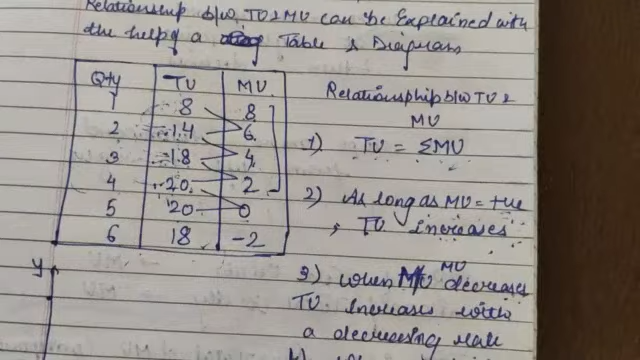 Relationship b/w TU & MU can be Explained with
the help of a Table & Diagram
Qty TU MU
1 8 8
2 14 6
3 18 4
4 20 2
5 20 0
6 18 -2
Relationship b/w TU &
MU
1) TU = ΣMU
2) As long as MU = +ve
, TU increases
3) when MU decreases
TU increases with
a decreasing rate
y